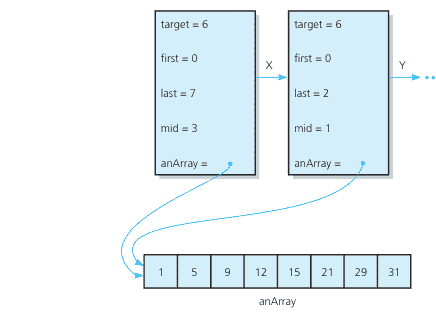 target = 6
first = 0
last = 7
mid = 3
anArray =
X
target = 6
first = 0
last = 2
mid = 1
anArray =
Y
1 5 9 12 15 21 29 31
anArray